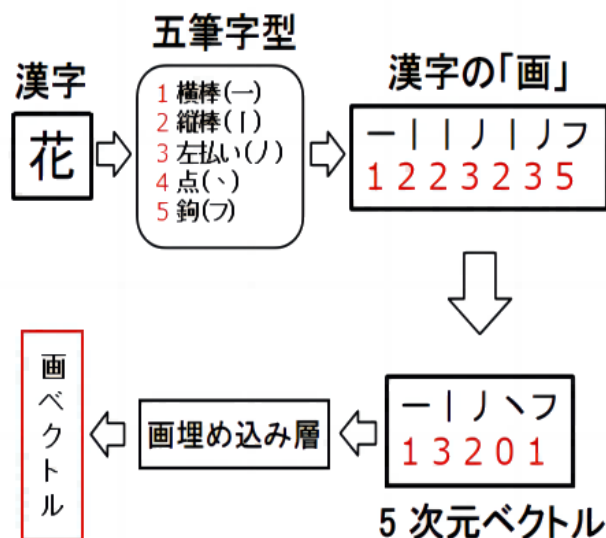 漢字
花
五筆字型
1 横棒(一)
2 縦棒(丨)
3 左払い(丿)
4 点(丶)
5 鉤(フ)
漢字の「画」
一丨丨丿丨丿フ
1 2 2 3 2 3 5
一丨丿丶フ
1 3 2 0 1
5 次元ベクトル
画埋め込み層
画ベクトル